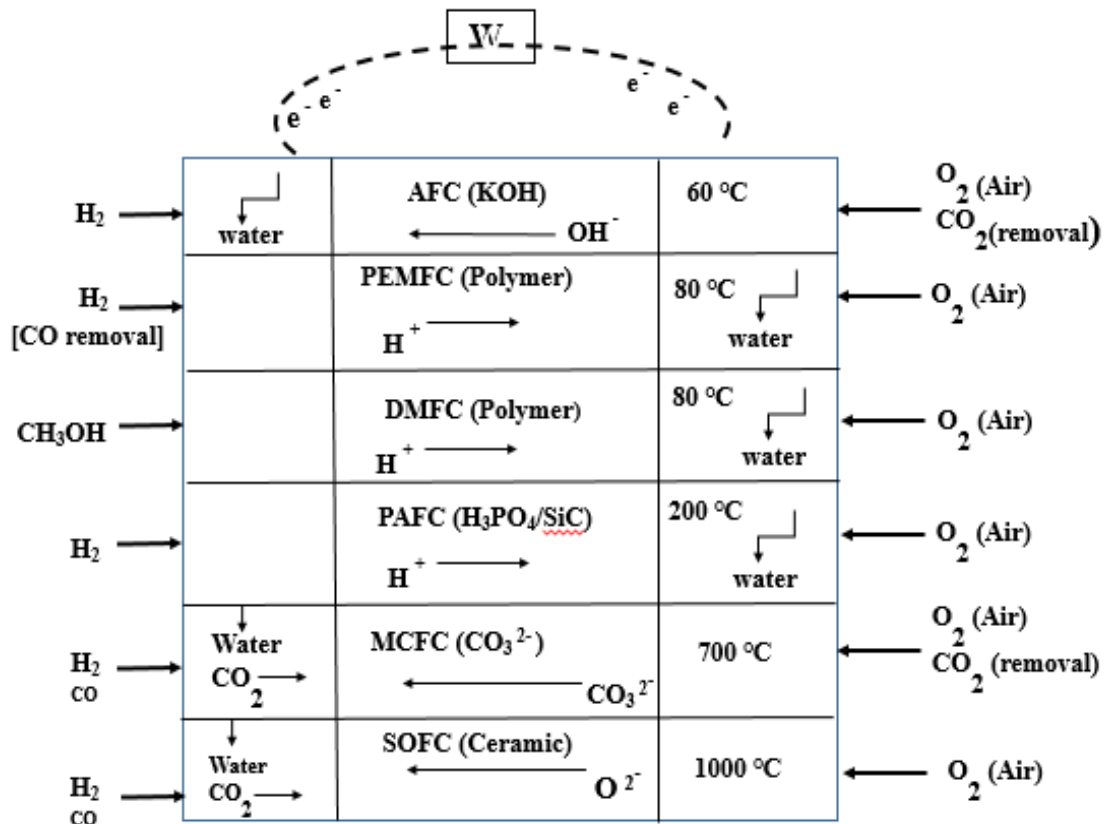 W
e⁻ e⁻ e⁻ e⁻
AFC (KOH)
60 °C
O₂ (Air)
H₂
water
OH⁻
CO₂(removal)
PEMFC (Polymer)
H₂
80 °C
O₂ (Air)
[CO removal]
H⁺
water
DMFC (Polymer)
80 °C
CH₃OH
O₂ (Air)
H⁺
water
PAFC (H₃PO₄/SiC)
200 °C
H₂
O₂ (Air)
H⁺
water
O₂ (Air)
Water
MCFC (CO₃²⁻)
700 °C
H₂
CO₂
CO₂ (removal)
CO
CO₃²⁻
SOFC (Ceramic)
Water
1000 °C
O₂ (Air)
H₂
CO₂
O²⁻
CO